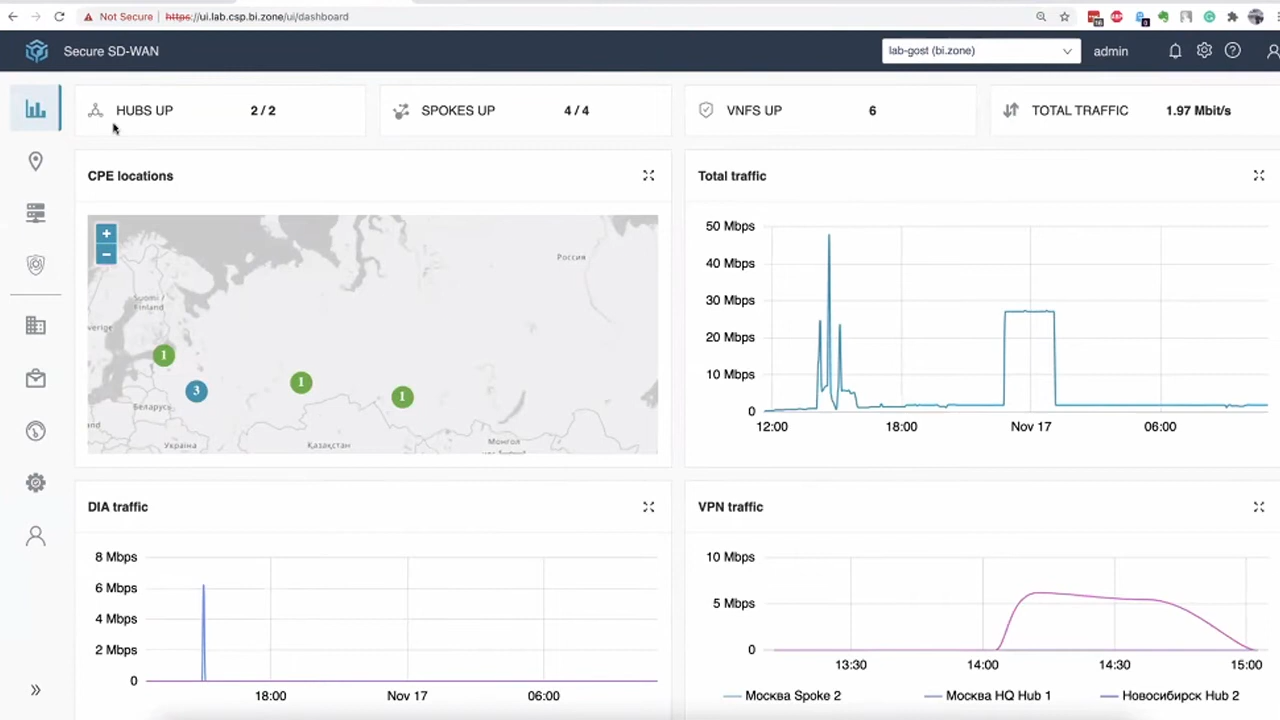 Not Secure
https://ui.lab.csp.bi.zone/ui/dashboard
Secure SD-WAN
lab-gost (bi.zone)
admin
HUBS UP 2 / 2
SPOKES UP 4 / 4
VNFS UP 6
TOTAL TRAFFIC 1.97 Mbit/s
CPE locations
+
−
Россия
Suomi /
Finland
verige
1
3
1
1
Беларусь
nd
Україна
Қазақстан
Монгол
Total traffic
50 Mbps
40 Mbps
30 Mbps
20 Mbps
10 Mbps
0
12:00 18:00 Nov 17 06:00
DIA traffic
8 Mbps
6 Mbps
4 Mbps
2 Mbps
0
18:00 Nov 17 06:00
VPN traffic
10 Mbps
5 Mbps
0
13:30 14:00 14:30 15:00
Москва Spoke 2 Москва HQ Hub 1 Новосибирск Hub 2